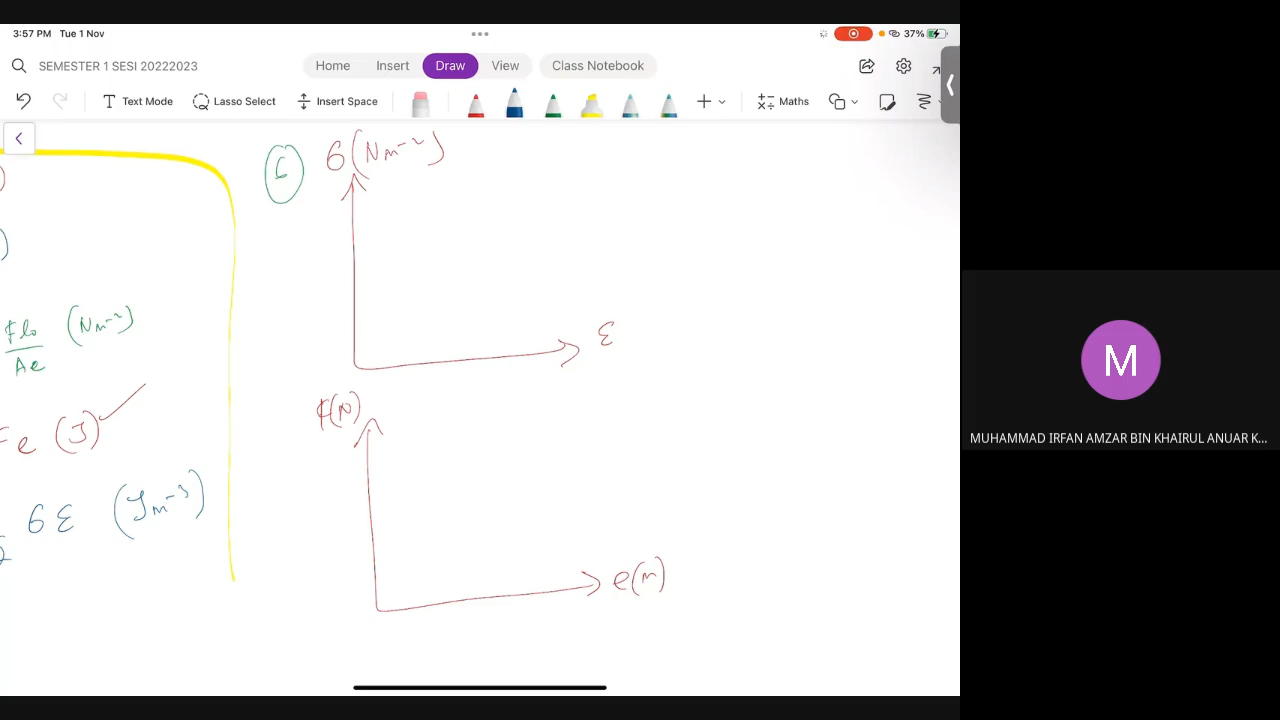 3:57 PM Tue 1 Nov
37%
SEMESTER 1 SESI 20222023
Home Insert Draw View Class Notebook
Text Mode Lasso Select Insert Space Maths
6 σ(Nm⁻²)
ε
Flo (Nm⁻²)
Ae
Fe (J)
σε (Jm⁻³)
F(N)
e(m)
M
MUHAMMAD IRFAN AMZAR BIN KHAIRUL ANUAR K...